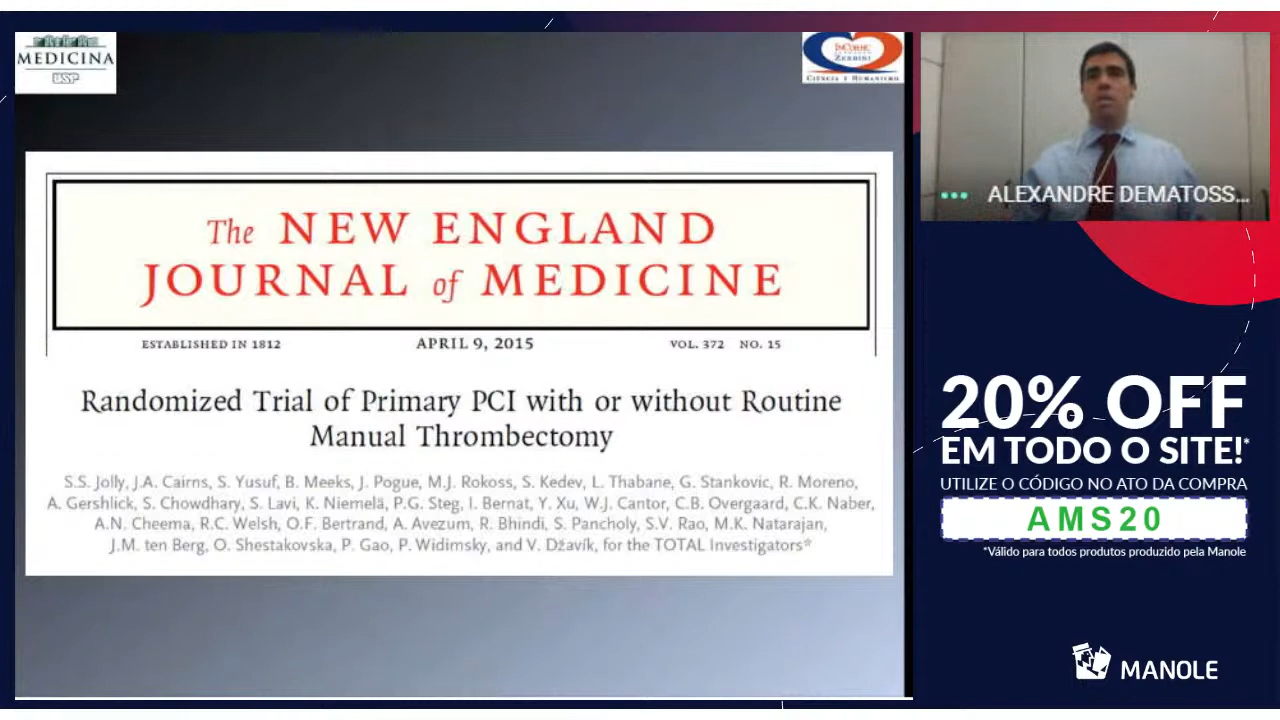 MEDICINA
USP
INCORHC
ZERBINI
CIÊNCIA E HUMANISMO
The NEW ENGLAND
JOURNAL of MEDICINE
ESTABLISHED IN 1812 APRIL 9, 2015 VOL. 372 NO. 15
Randomized Trial of Primary PCI with or without Routine
Manual Thrombectomy
S.S. Jolly, J.A. Cairns, S. Yusuf, B. Meeks, J. Pogue, M.J. Rokoss, S. Kedev, L. Thabane, G. Stankovic, R. Moreno,
A. Gershlick, S. Chowdhary, S. Lavi, K. Niemelä, P.G. Steg, I. Bernat, Y. Xu, W.J. Cantor, C.B. Overgaard, C.K. Naber,
A.N. Cheema, R.C. Welsh, O.F. Bertrand, A. Avezum, R. Bhindi, S. Pancholy, S.V. Rao, M.K. Natarajan,
J.M. ten Berg, O. Shestakovska, P. Gao, P. Widimsky, and V. Džavík, for the TOTAL Investigators*
ALEXANDRE DEMATOSS...
20% OFF
EM TODO O SITE!*
UTILIZE O CÓDIGO NO ATO DA COMPRA
AMS20
*Válido para todos produtos produzido pela Manole
MANOLE